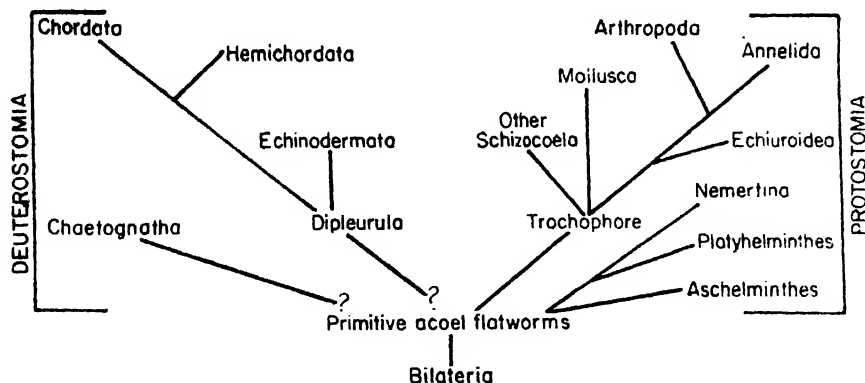 Chordata
Hemichordata
Echinodermata
Chaetognatha
Dipleurula
DEUTEROSTOMIA
Arthropoda
Annelida
Mollusca
Other
Schizocoela
Echiuroidea
Nemertina
Trochophore
Platyhelminthes
Aschelminthes
PROTOSTOMIA
?
?
Primitive acoel flatworms
Bilateria